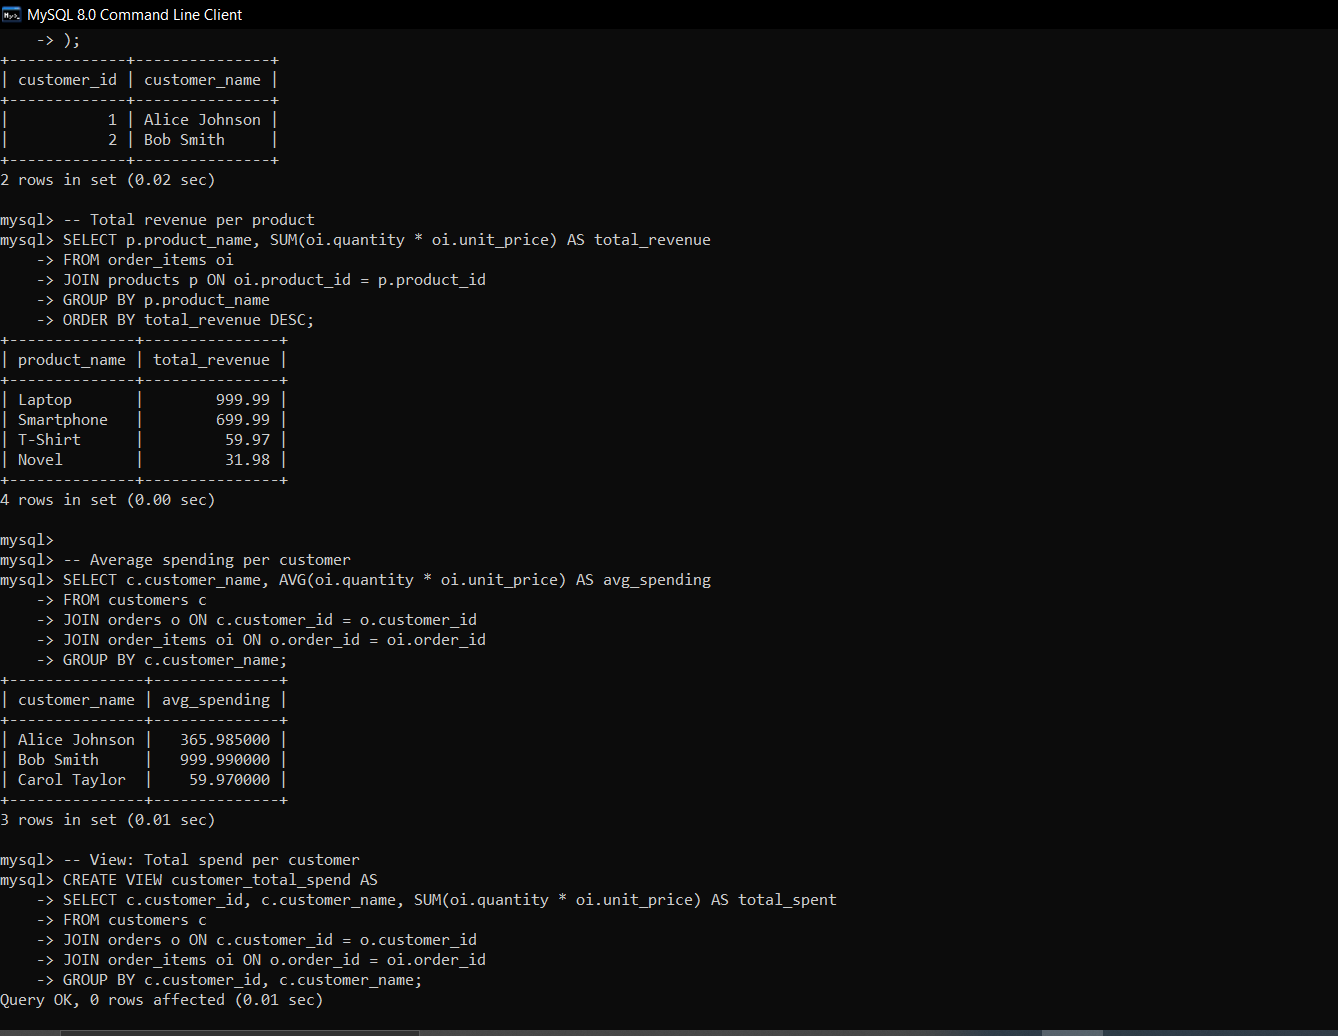 MySQL 8.0 Command Line Client
    -> );
+-------------+---------------+
| customer_id | customer_name |
+-------------+---------------+
|           1 | Alice Johnson |
|           2 | Bob Smith     |
+-------------+---------------+
2 rows in set (0.02 sec)

mysql> -- Total revenue per product
mysql> SELECT p.product_name, SUM(oi.quantity * oi.unit_price) AS total_revenue
    -> FROM order_items oi
    -> JOIN products p ON oi.product_id = p.product_id
    -> GROUP BY p.product_name
    -> ORDER BY total_revenue DESC;
+--------------+---------------+
| product_name | total_revenue |
+--------------+---------------+
| Laptop       |        999.99 |
| Smartphone   |        699.99 |
| T-Shirt      |         59.97 |
| Novel        |         31.98 |
+--------------+---------------+
4 rows in set (0.00 sec)

mysql>
mysql> -- Average spending per customer
mysql> SELECT c.customer_name, AVG(oi.quantity * oi.unit_price) AS avg_spending
    -> FROM customers c
    -> JOIN orders o ON c.customer_id = o.customer_id
    -> JOIN order_items oi ON o.order_id = oi.order_id
    -> GROUP BY c.customer_name;
+---------------+--------------+
| customer_name | avg_spending |
+---------------+--------------+
| Alice Johnson |   365.985000 |
| Bob Smith     |   999.990000 |
| Carol Taylor  |    59.970000 |
+---------------+--------------+
3 rows in set (0.01 sec)

mysql> -- View: Total spend per customer
mysql> CREATE VIEW customer_total_spend AS
    -> SELECT c.customer_id, c.customer_name, SUM(oi.quantity * oi.unit_price) AS total_spent
    -> FROM customers c
    -> JOIN orders o ON c.customer_id = o.customer_id
    -> JOIN order_items oi ON o.order_id = oi.order_id
    -> GROUP BY c.customer_id, c.customer_name;
Query OK, 0 rows affected (0.01 sec)